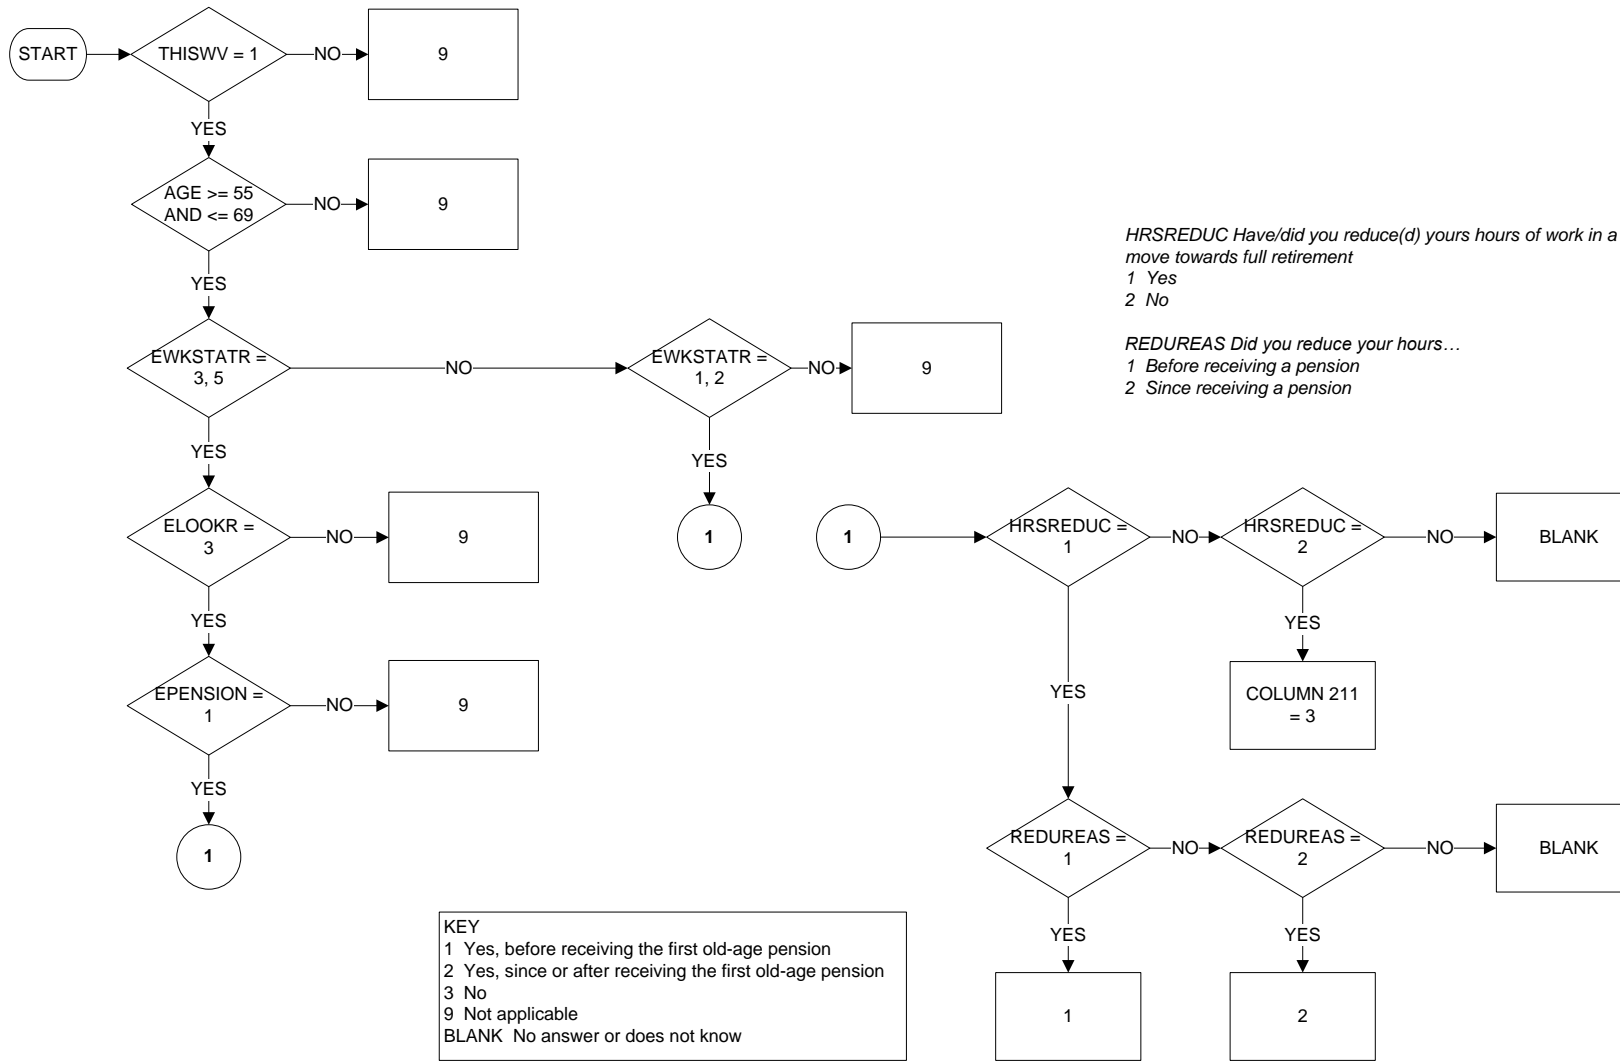 START
THISWV = 1
NO
9
YES
AGE >= 55
AND <= 69
NO
9
YES
EWKSTATR =
3, 5
NO
EWKSTATR =
1, 2
NO
9
YES
YES
ELOOKR =
3
NO
9
1
YES
EPENSION =
1
NO
9
YES
1
HRSREDUC Have/did you reduce(d) yours hours of work in a
move towards full retirement
1 Yes
2 No
REDUREAS Did you reduce your hours…
1 Before receiving a pension
2 Since receiving a pension
1
HRSREDUC =
1
NO
HRSREDUC =
2
NO
BLANK
YES
YES
COLUMN 211
= 3
REDUREAS =
1
NO
REDUREAS =
2
NO
BLANK
YES
YES
1
2
KEY
1 Yes, before receiving the first old-age pension
2 Yes, since or after receiving the first old-age pension
3 No
9 Not applicable
BLANK No answer or does not know